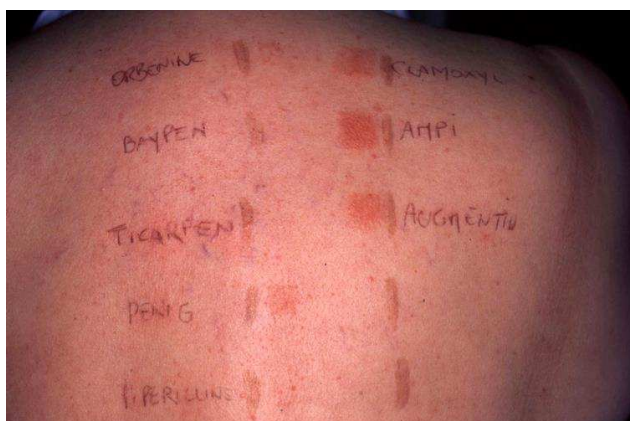 ORBENINE CLAMOXYL
BAYPEN AMPI
TICARPEN AUGMENTIN
PENI G
PIPERILLINE